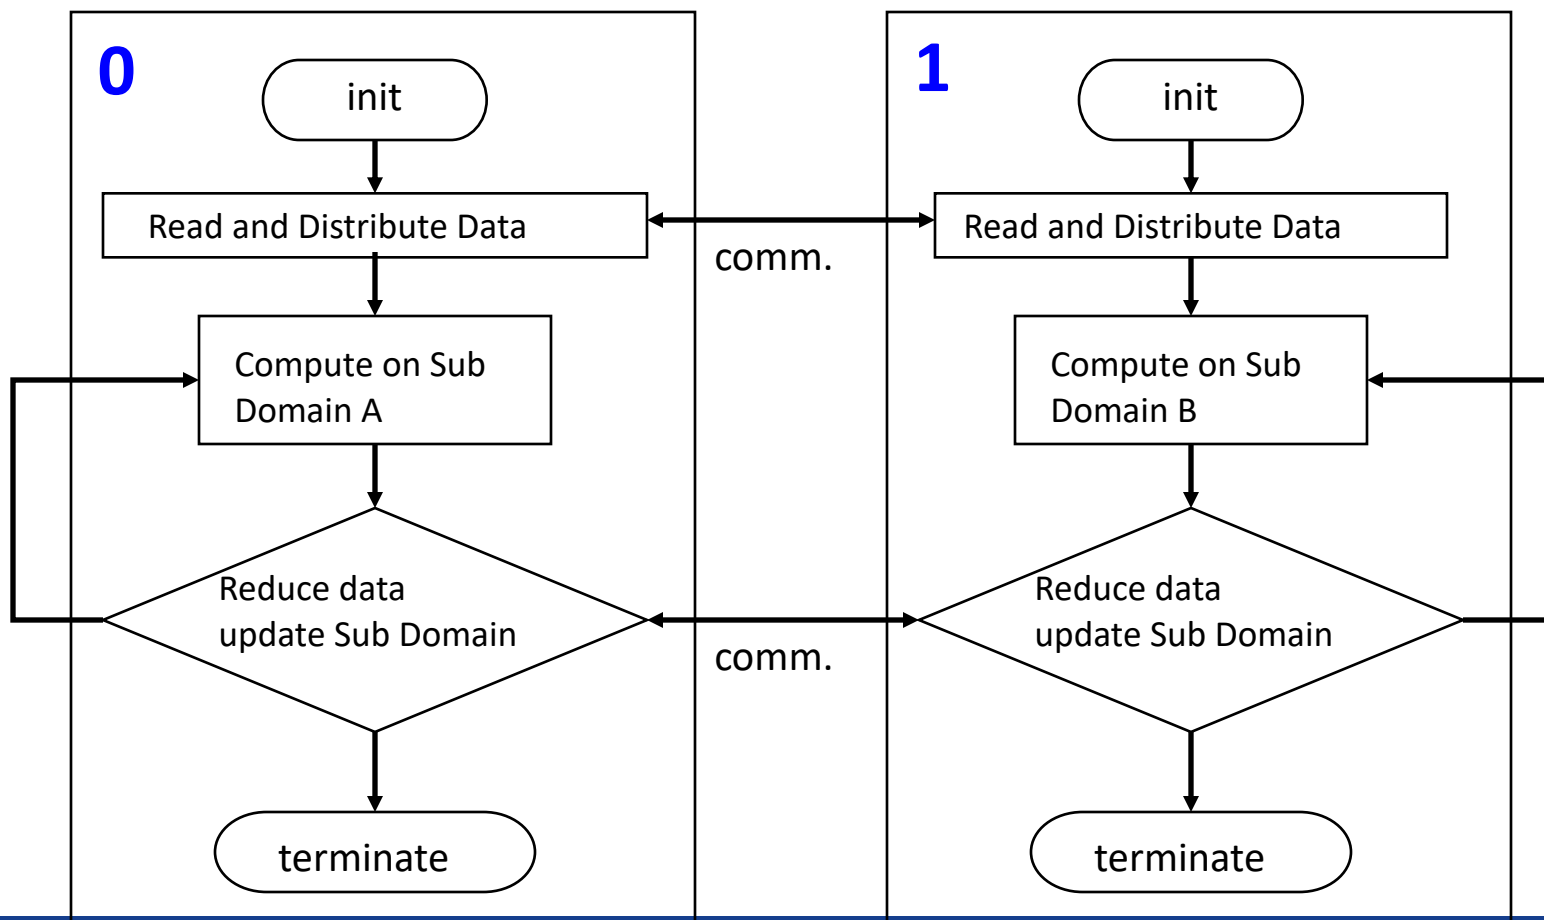 0
init
Read and Distribute Data
Compute on Sub
Domain A
Reduce data
update Sub Domain
terminate
comm.
comm.
1
init
Read and Distribute Data
Compute on Sub
Domain B
Reduce data
update Sub Domain
terminate